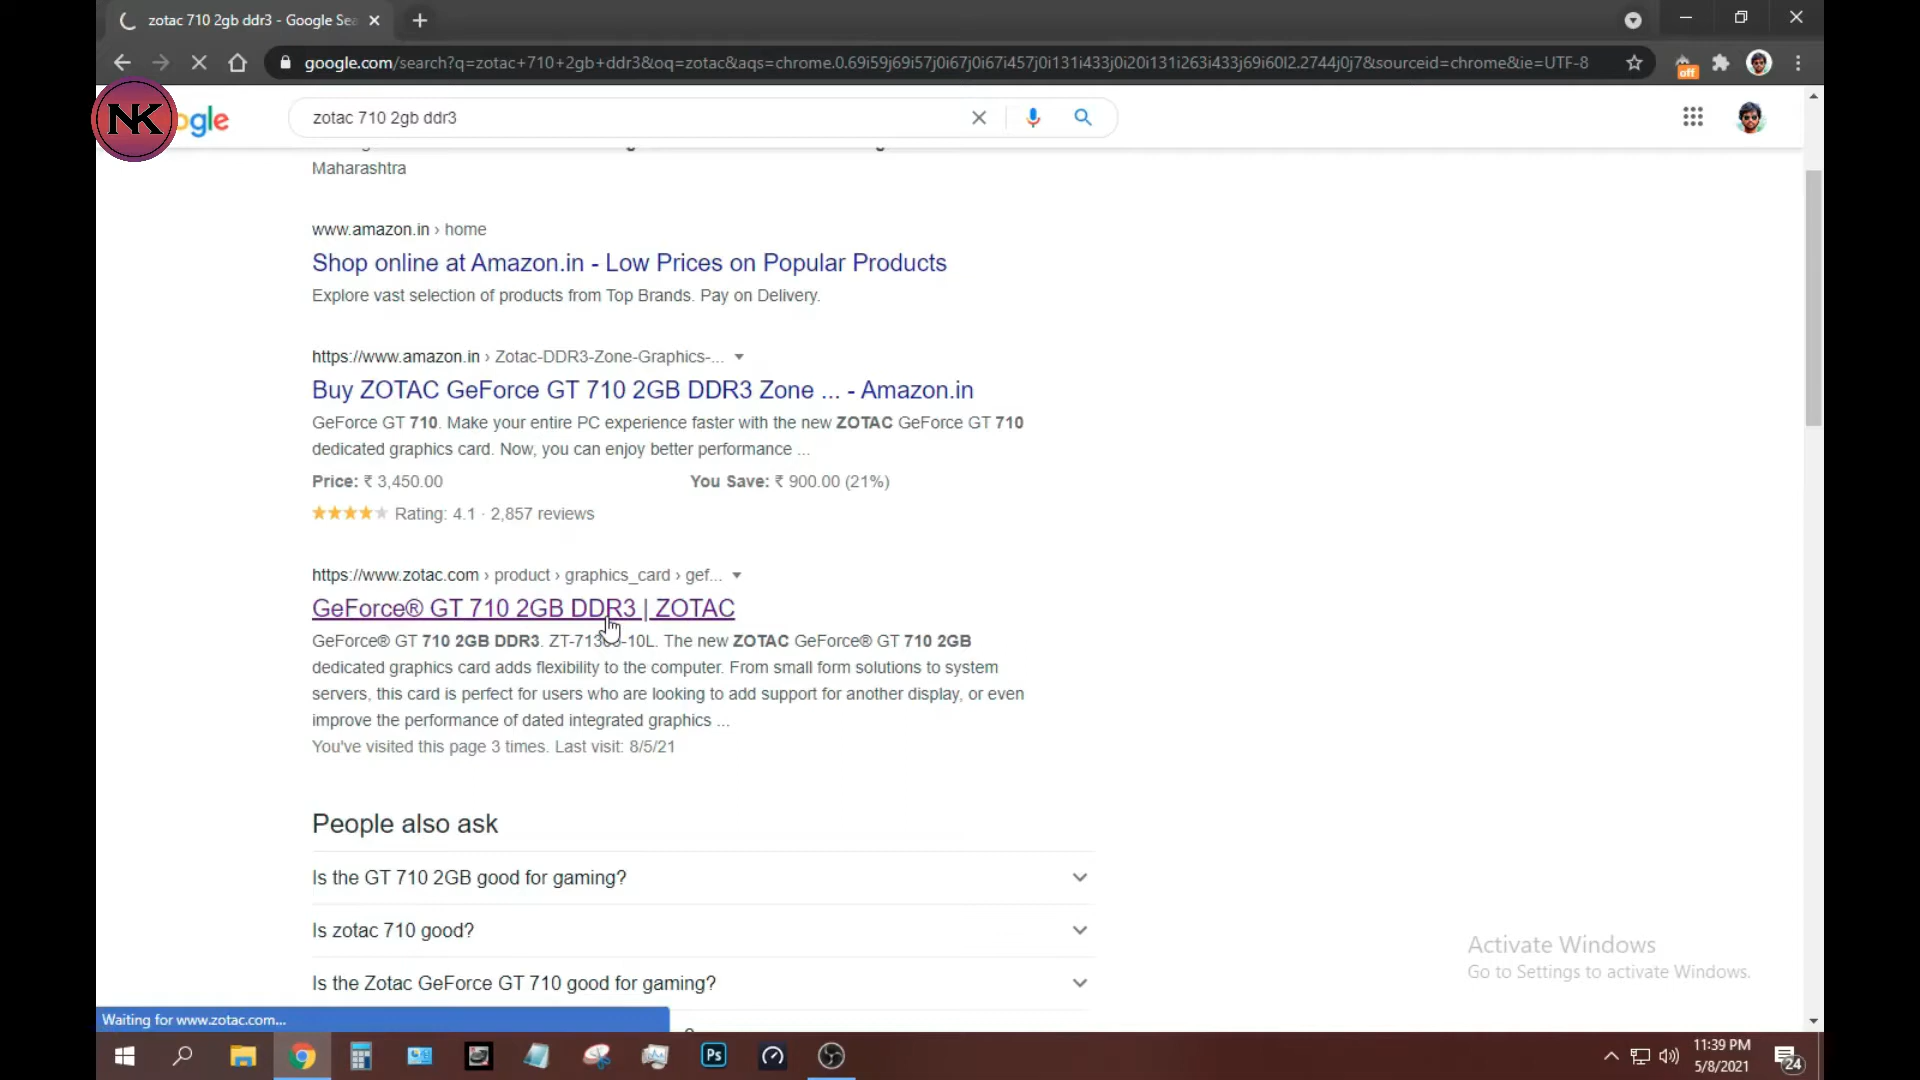 zotac 710 2gb ddr3 - Google Sea
google.com/search?q=zotac+710+2gb+ddr3&oq=zotac&aqs=chrome.0.69i59j69i57j0i67j0i67i457j0i131i433j0i20i131i263i433j69i60l2.2744j0j7&sourceid=chrome&ie=UTF-8
off
NK
ogle
zotac 710 2gb ddr3
Maharashtra
www.amazon.in › home
Shop online at Amazon.in - Low Prices on Popular Products
Explore vast selection of products from Top Brands. Pay on Delivery.
https://www.amazon.in › Zotac-DDR3-Zone-Graphics-...
Buy ZOTAC GeForce GT 710 2GB DDR3 Zone ... - Amazon.in
GeForce GT 710. Make your entire PC experience faster with the new ZOTAC GeForce GT 710
dedicated graphics card. Now, you can enjoy better performance ...
Price: ₹ 3,450.00 You Save: ₹ 900.00 (21%)
Rating: 4.1 · 2,857 reviews
https://www.zotac.com › product › graphics_card › gef...
GeForce® GT 710 2GB DDR3 | ZOTAC
GeForce® GT 710 2GB DDR3. The new ZOTAC GeForce® GT 710 2GB
dedicated graphics card adds flexibility to the computer. From small form solutions to system
servers, this card is perfect for users who are looking to add support for another display, or even
improve the performance of dated integrated graphics ...
You've visited this page 3 times. Last visit: 8/5/21
People also ask
Is the GT 710 2GB good for gaming?
Is zotac 710 good?
Is the Zotac GeForce GT 710 good for gaming?
Activate Windows
Go to Settings to activate Windows.
Waiting for www.zotac.com...
Ps
11:39 PM
5/8/2021
24